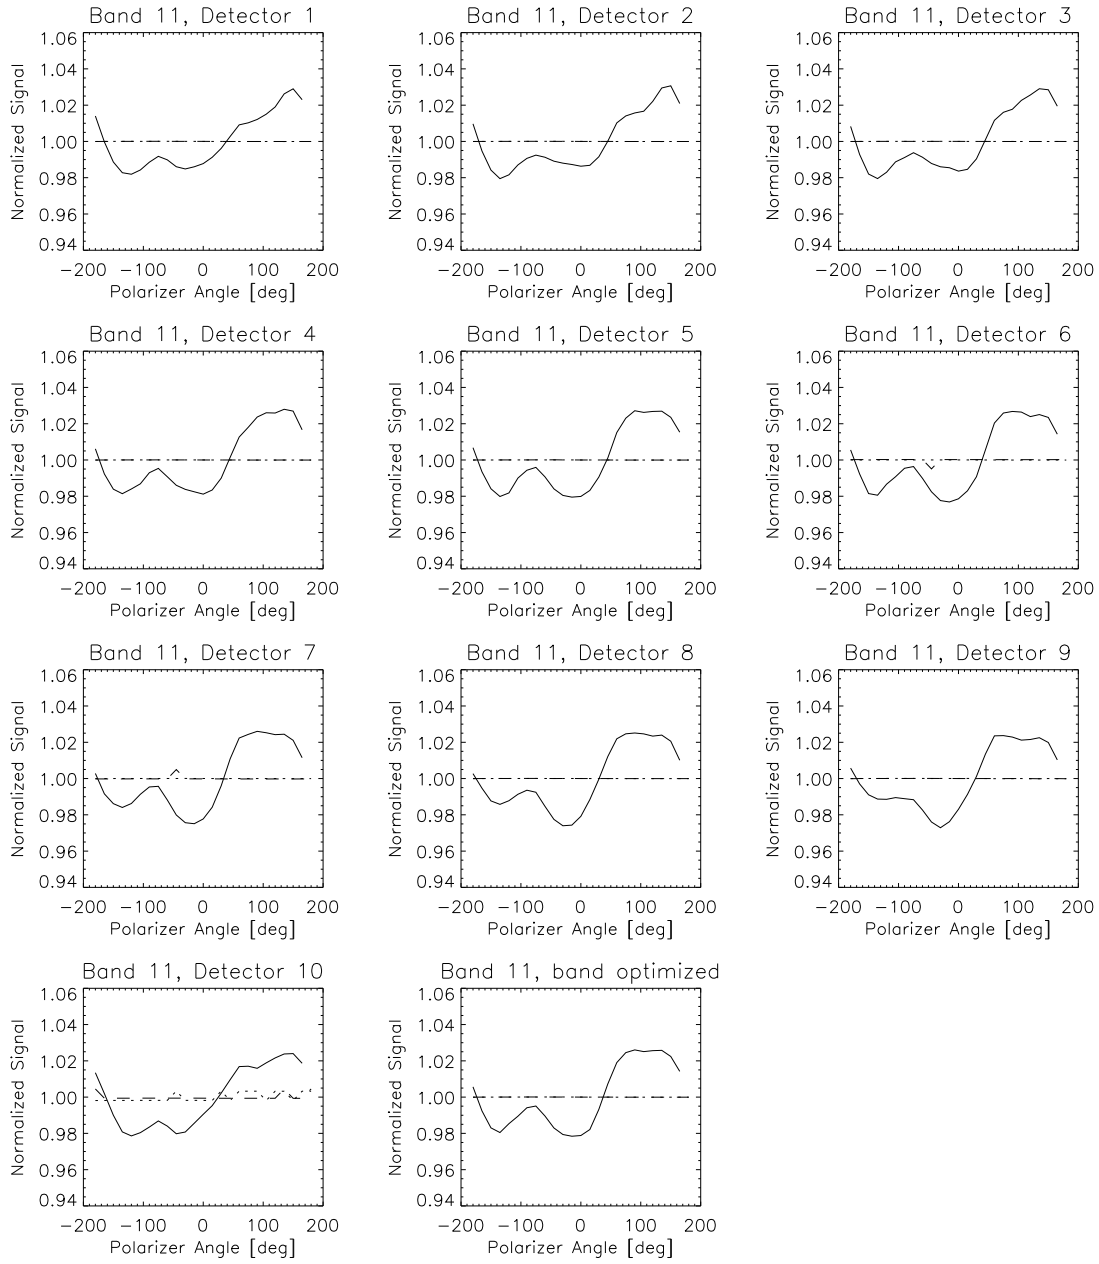 Band 11, Detector 1
Band 11, Detector 2
Band 11, Detector 3
Normalized Signal
1.06
1.04
1.02
1.00
0.98
0.96
0.94
Normalized Signal
1.06
1.04
1.02
1.00
0.98
0.96
0.94
Normalized Signal
1.06
1.04
1.02
1.00
0.98
0.96
0.94
−200 −100 0 100 200
−200 −100 0 100 200
−200 −100 0 100 200
Polarizer Angle [deg]
Polarizer Angle [deg]
Polarizer Angle [deg]
Band 11, Detector 4
Band 11, Detector 5
Band 11, Detector 6
Normalized Signal
1.06
1.04
1.02
1.00
0.98
0.96
0.94
Normalized Signal
1.06
1.04
1.02
1.00
0.98
0.96
0.94
Normalized Signal
1.06
1.04
1.02
1.00
0.98
0.96
0.94
−200 −100 0 100 200
−200 −100 0 100 200
−200 −100 0 100 200
Polarizer Angle [deg]
Polarizer Angle [deg]
Polarizer Angle [deg]
Band 11, Detector 7
Band 11, Detector 8
Band 11, Detector 9
Normalized Signal
1.06
1.04
1.02
1.00
0.98
0.96
0.94
Normalized Signal
1.06
1.04
1.02
1.00
0.98
0.96
0.94
Normalized Signal
1.06
1.04
1.02
1.00
0.98
0.96
0.94
−200 −100 0 100 200
−200 −100 0 100 200
−200 −100 0 100 200
Polarizer Angle [deg]
Polarizer Angle [deg]
Polarizer Angle [deg]
Band 11, Detector 10
Band 11, band optimized
Normalized Signal
1.06
1.04
1.02
1.00
0.98
0.96
0.94
Normalized Signal
1.06
1.04
1.02
1.00
0.98
0.96
0.94
−200 −100 0 100 200
−200 −100 0 100 200
Polarizer Angle [deg]
Polarizer Angle [deg]